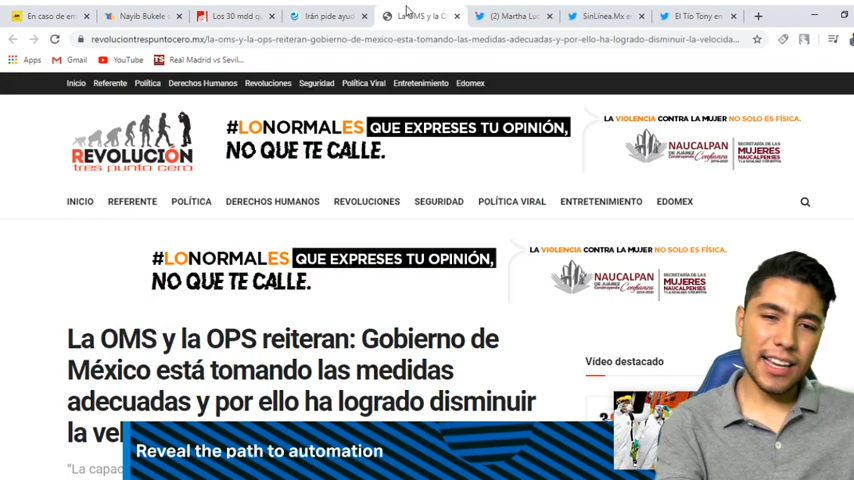 En caso de em
Nayib Bukele s
Los 30 mdd qu
Irán pide ayud
La OMS y la O
(2) Martha Luc
SinLínea.Mx en
El Tío Tony en
revoluciontrespuntocero.mx/la-oms-y-la-ops-reiteran-gobierno-de-mexico-esta-tomando-las-medidas-adecuadas-y-por-ello-ha-logrado-disminuir-la-velocida...
Apps
Gmail
YouTube
Real Madrid vs Sevil...
Inicio Referente Política Derechos Humanos Revoluciones Seguridad Política Viral Entretenimiento Edomex
REVOLUCIÓN
tres punto cero
#LONORMALES QUE EXPRESES TU OPINIÓN,
NO QUE TE CALLE.
LA VIOLENCIA CONTRA LA MUJER NO SOLO ES FÍSICA.
NAUCALPAN
SECRETARÍA DE LAS
MUJERES
NAUCALPENSES
INICIO REFERENTE POLÍTICA DERECHOS HUMANOS REVOLUCIONES SEGURIDAD POLÍTICA VIRAL ENTRETENIMIENTO EDOMEX
#LONORMALES QUE EXPRESES TU OPINIÓN,
NO QUE TE CALLE.
LA VIOLENCIA CONTRA LA MUJER NO SOLO ES FÍSICA.
NAUCALPAN
SECRETARÍA DE LAS
MUJERES
NAUCALPENSES
La OMS y la OPS reiteran: Gobierno de
México está tomando las medidas
adecuadas y por ello ha logrado disminuir
la vel
Vídeo destacado
Reveal the path to automation
“La capac